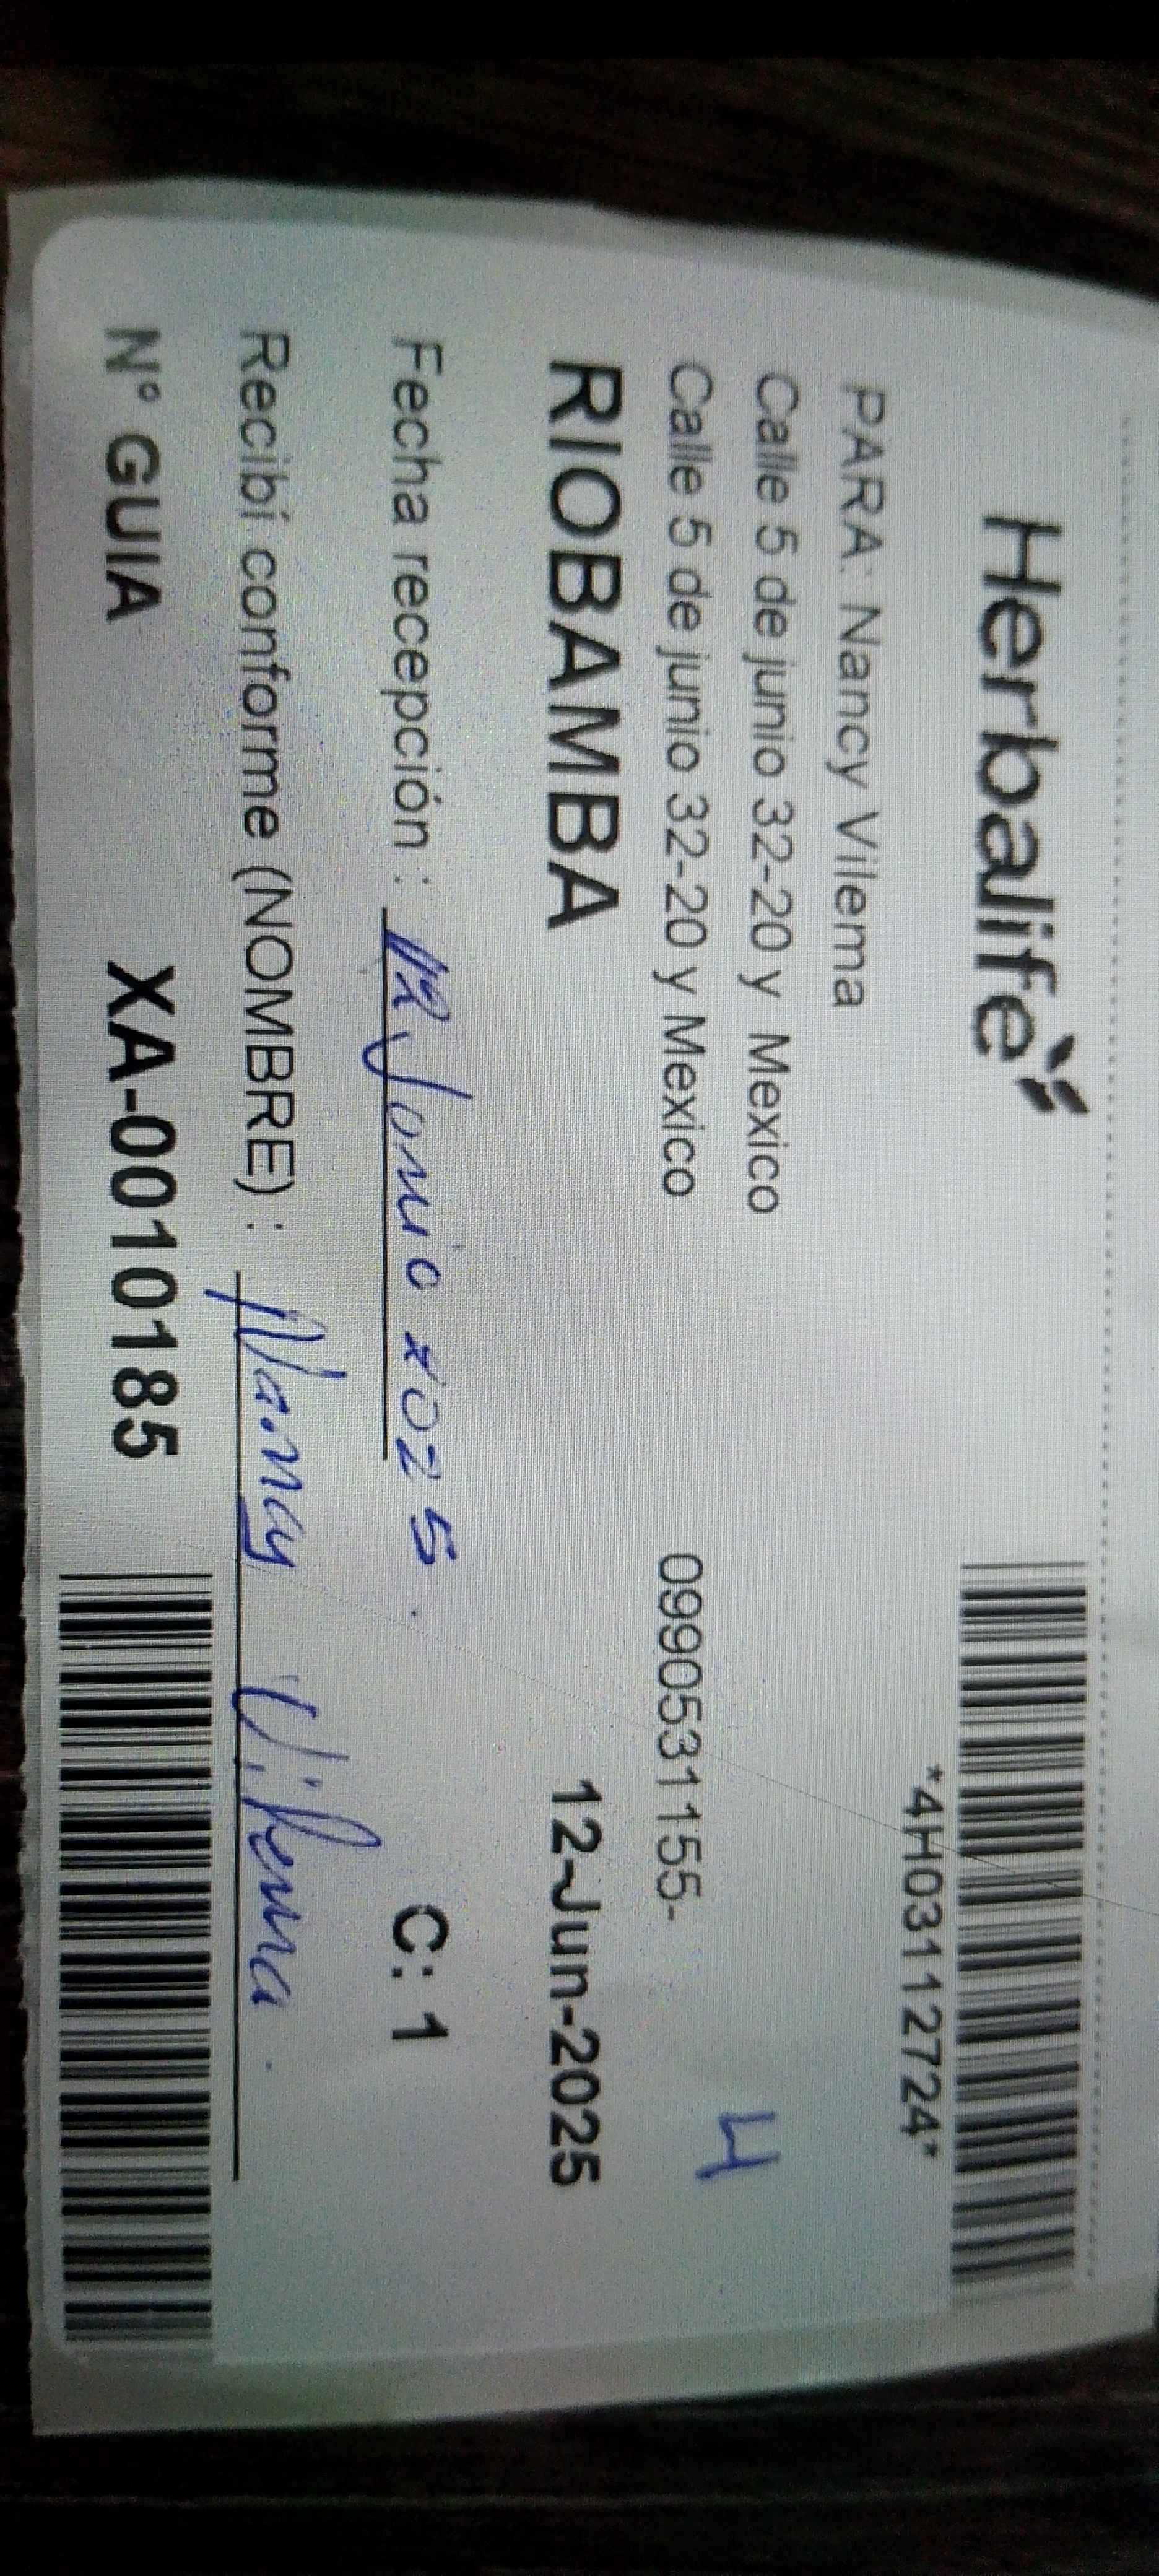 Herbalife
*4H03112724*
PARA: Nancy Vilema
Calle 5 de junio 32-20 y Mexico
4
Calle 5 de junio 32-20 y Mexico 0990531155-
RIOBAMBA 12-Jun-2025
Fecha recepción : 12 Junio 2025. C: 1
Recibí conforme (NOMBRE) : Nancy Vilema.
N° GUIA XA-0010185